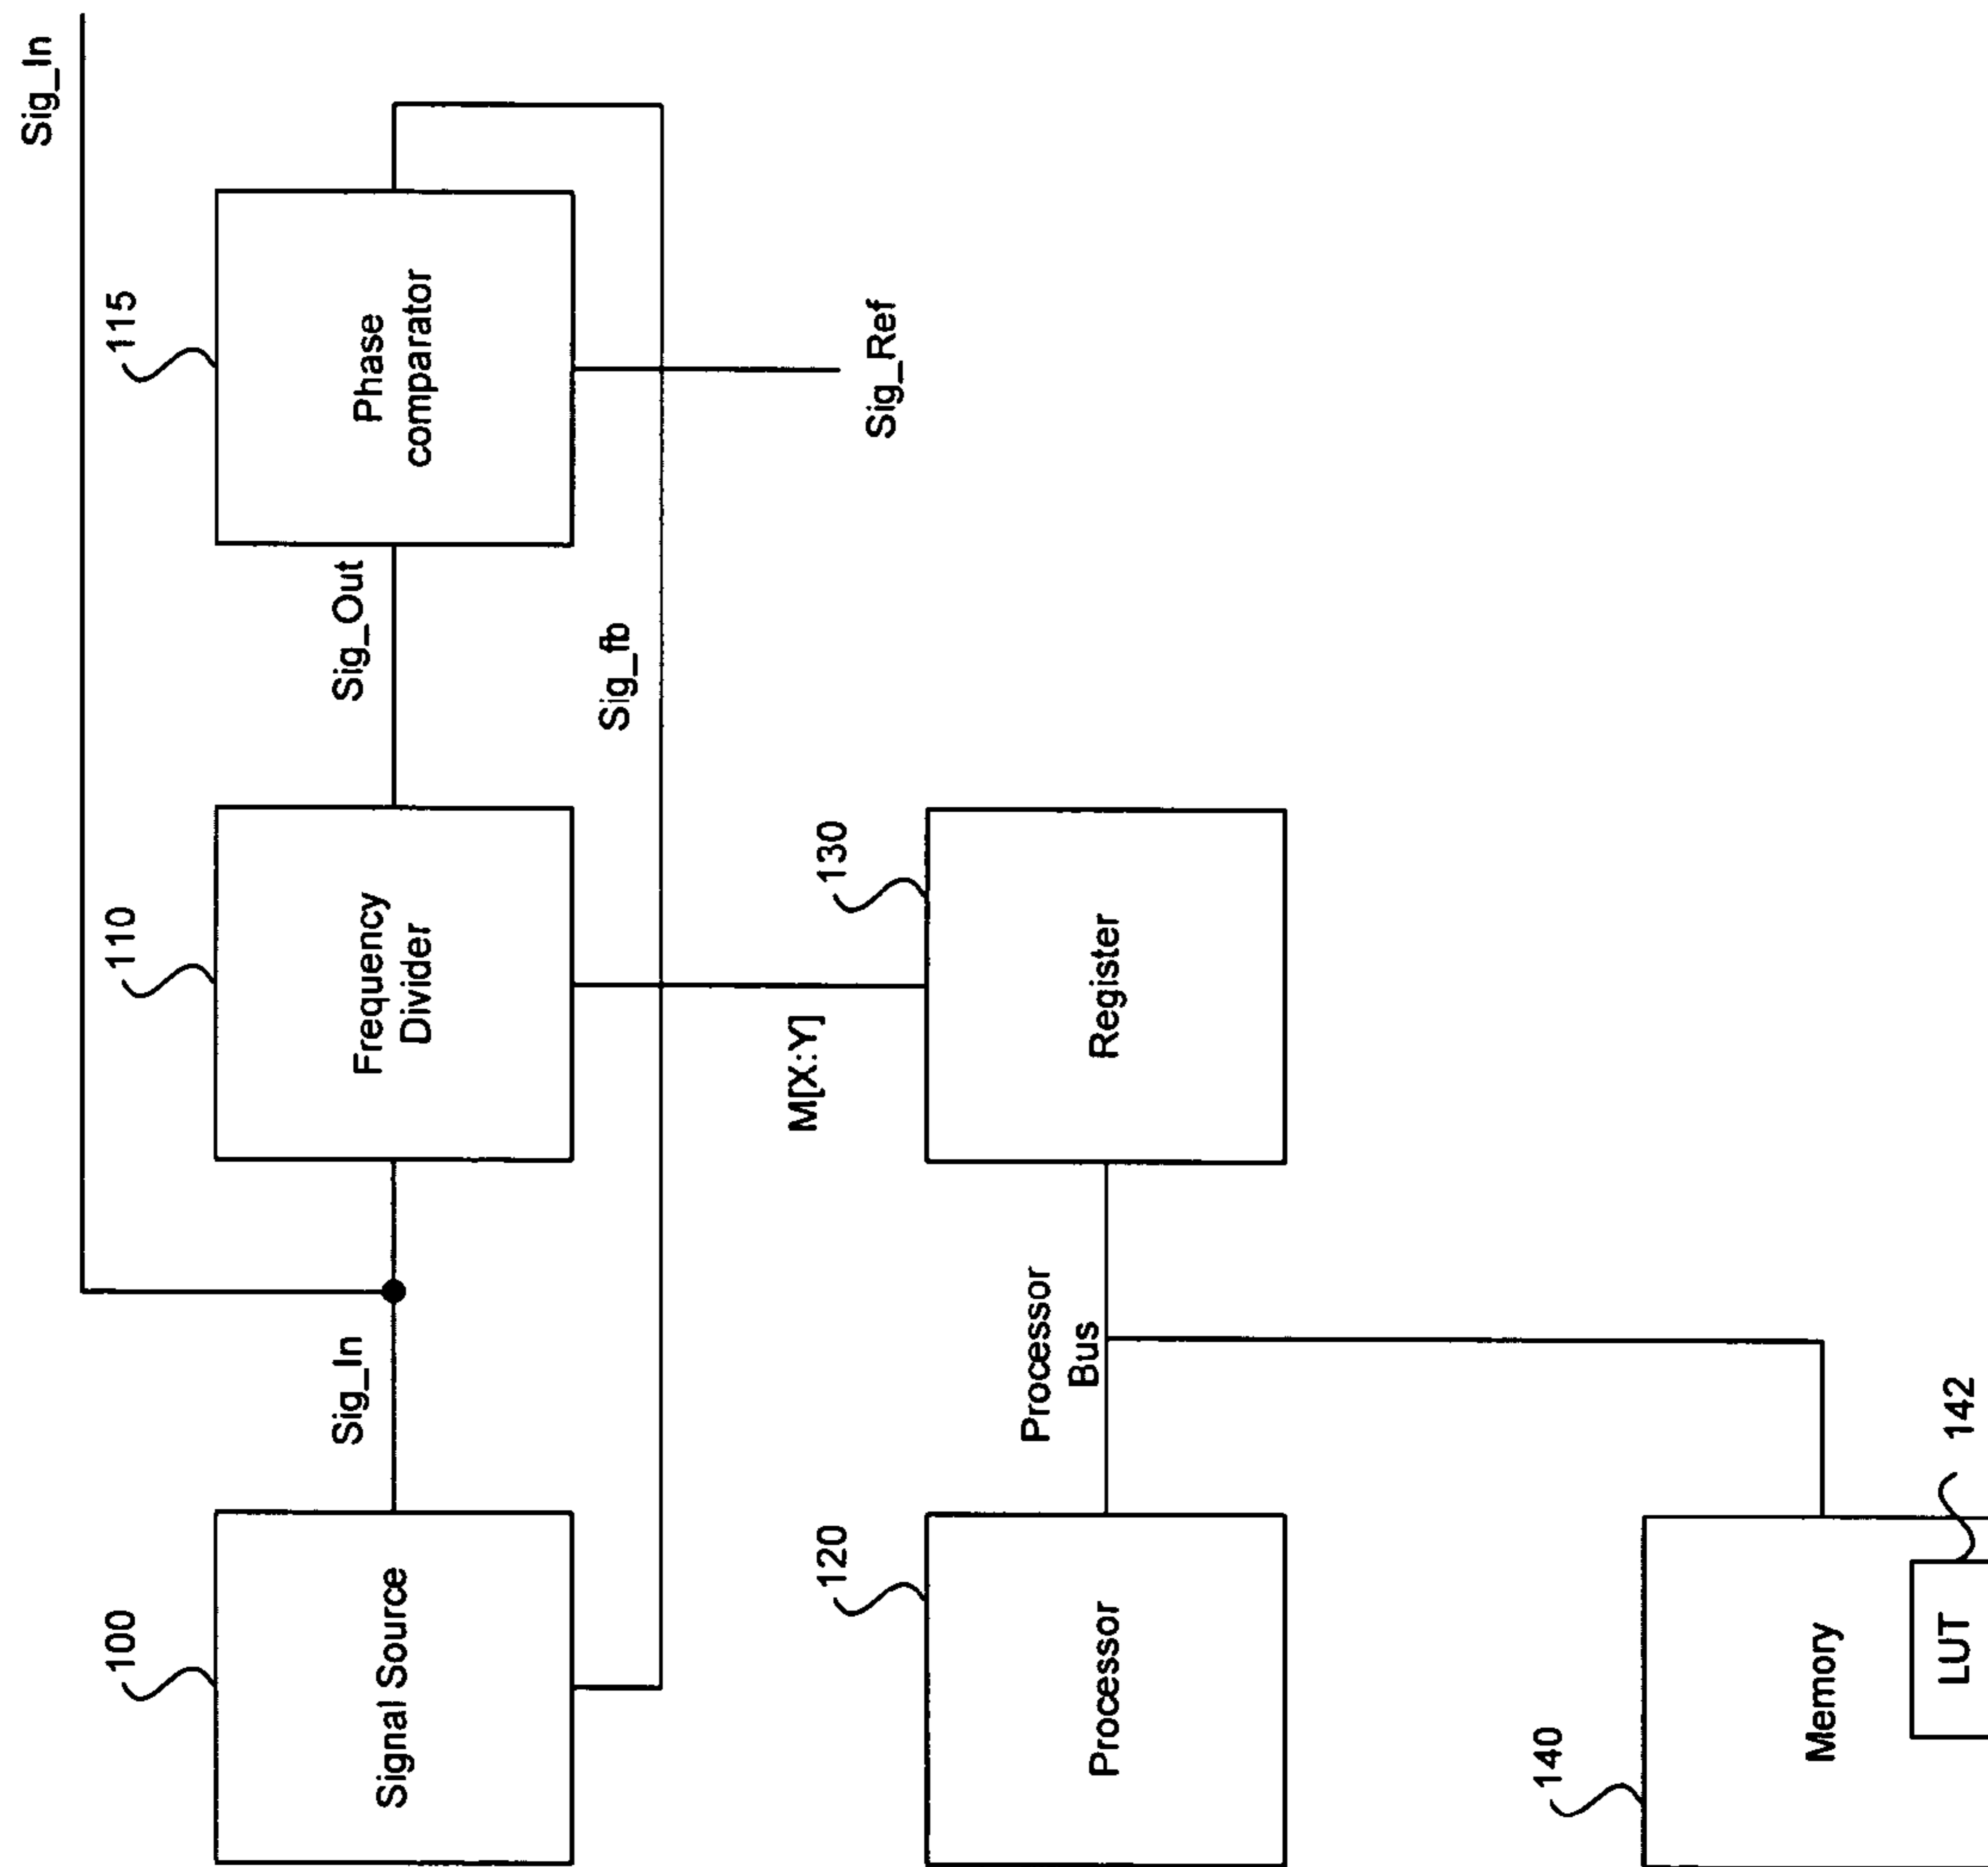 Sig_In
100
110
115
Signal Source
Sig_In
Frequency
Divider
Sig_Out
Phase
comparator
Sig_fb
M[X:Y]
Sig_Ref
120
130
Processor
Processor
Bus
Register
140
Memory
LUT
142